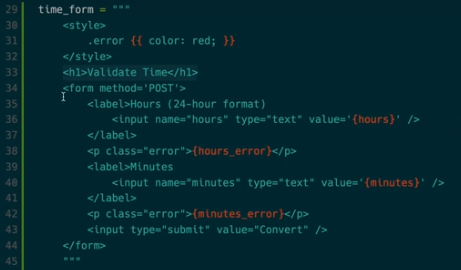 29 time_form = """
30     <style>
31         .error {{ color: red; }}
32     </style>
33     <h1>Validate Time</h1>
34     <form method='POST'>
35         <label>Hours (24-hour format)
36             <input name="hours" type="text" value='{hours}' />
37         </label>
38         <p class="error">{hours_error}</p>
39         <label>Minutes
40             <input name="minutes" type="text" value='{minutes}' />
41         </label>
42         <p class="error">{minutes_error}</p>
43         <input type="submit" value="Convert" />
44     </form>
45     """